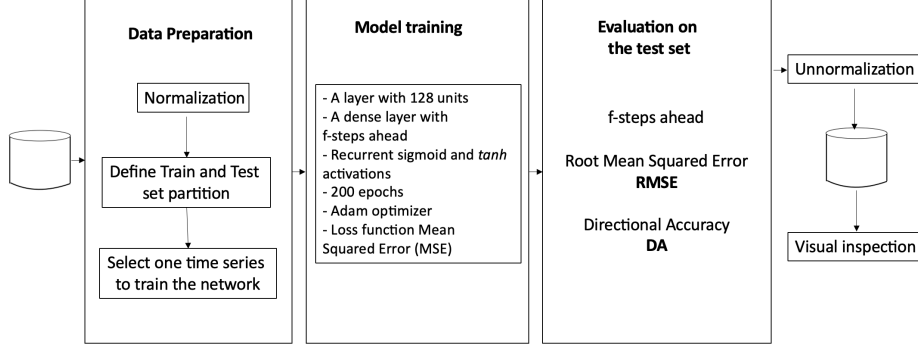 Data Preparation
Normalization
Define Train and Test
set partition
Select one time series
to train the network
Model training
- A layer with 128 units
- A dense layer with
f-steps ahead
- Recurrent sigmoid and tanh
activations
- 200 epochs
- Adam optimizer
- Loss function Mean
Squared Error (MSE)
Evaluation on
the test set
f-steps ahead
Root Mean Squared Error
RMSE
Directional Accuracy
DA
Unnormalization
Visual inspection